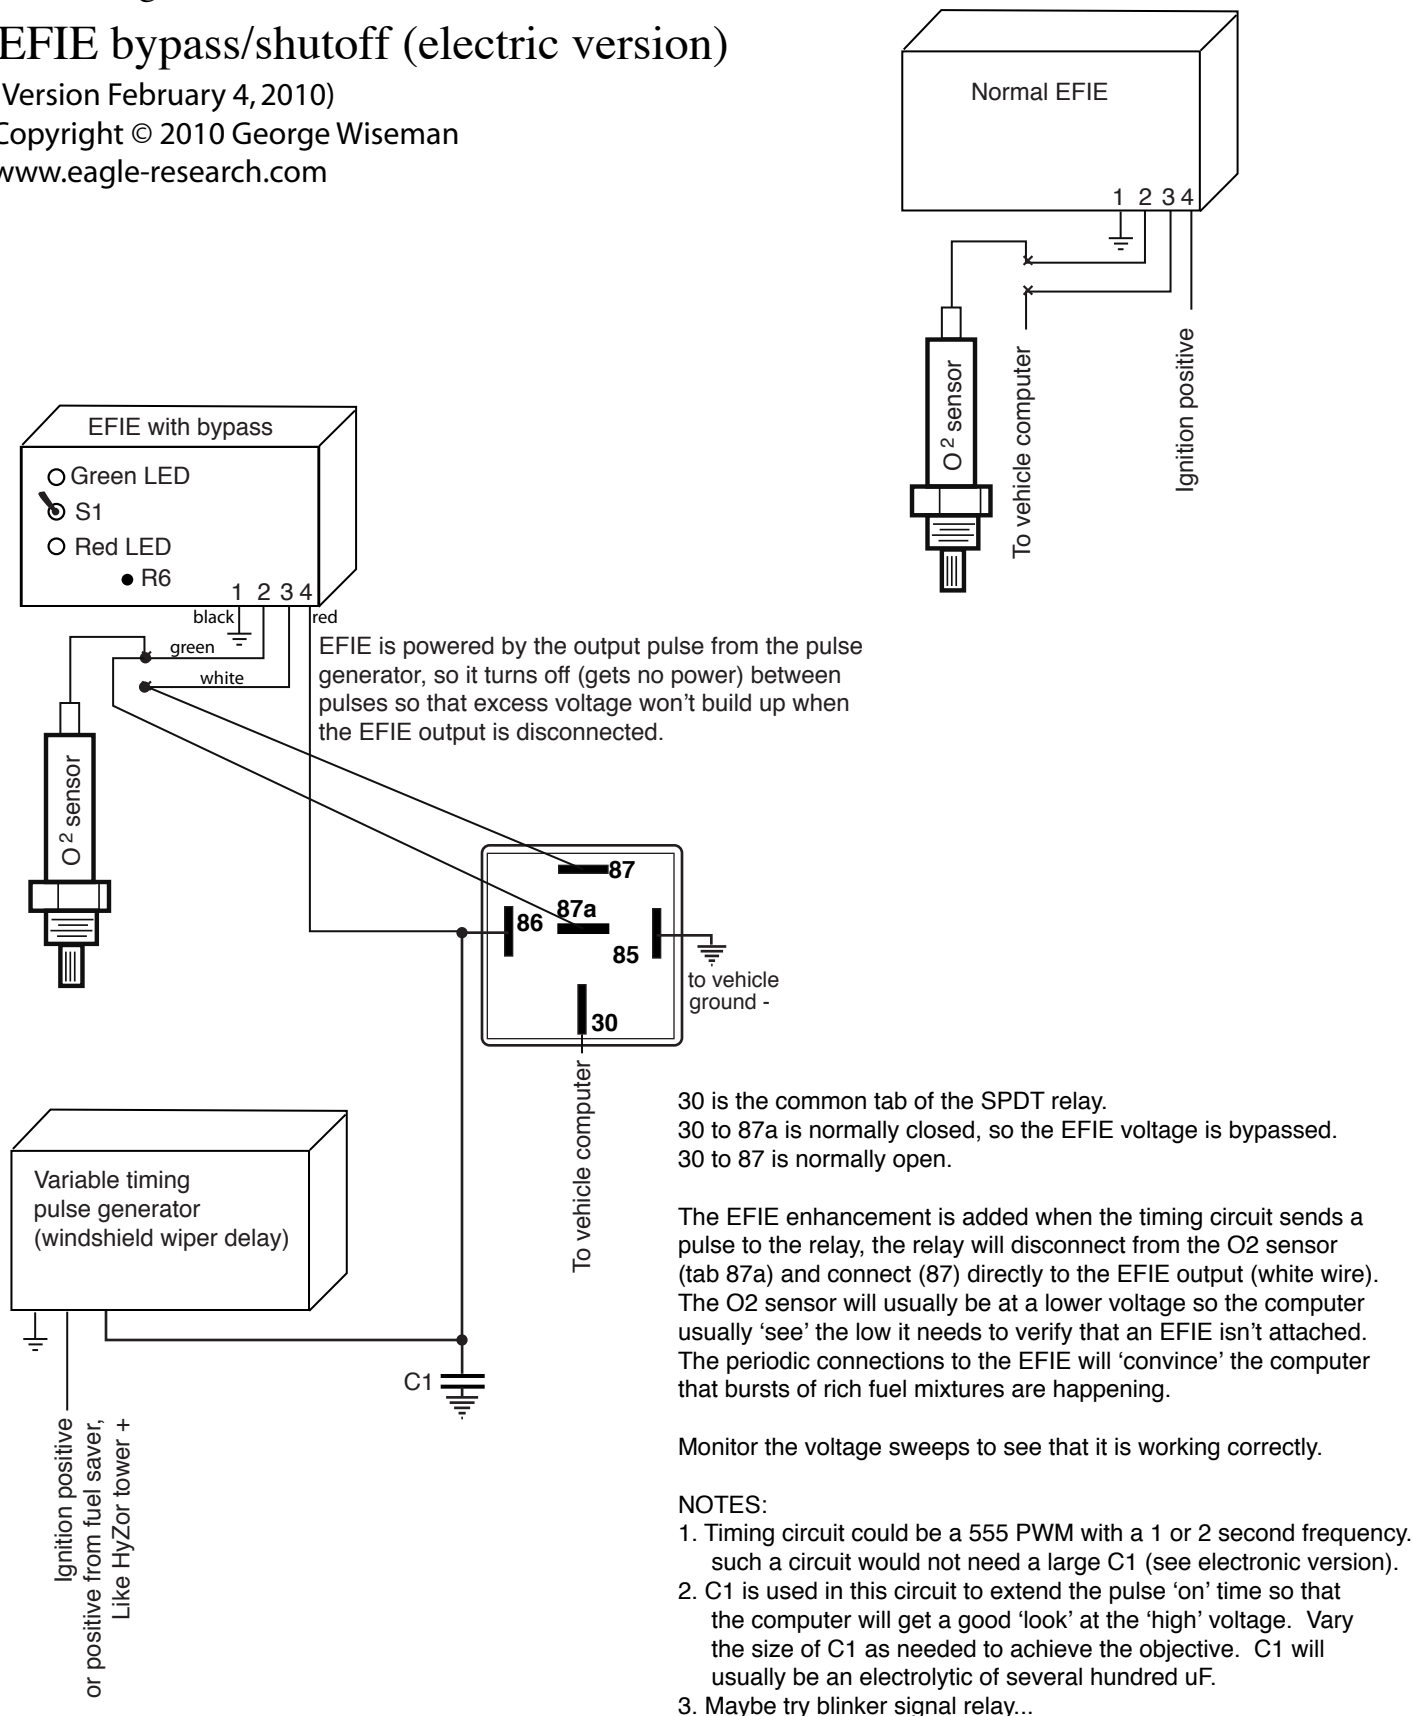 EFIE bypass/shutoff (electric version)
Version February 4, 2010)
Copyright © 2010 George Wiseman
www.eagle-research.com
Normal EFIE
1 2 3 4
O2 sensor
To vehicle computer
Ignition positive
EFIE with bypass
Green LED
S1
Red LED
R6
1 2 3 4
black
red
green
white
EFIE is powered by the output pulse from the pulse
generator, so it turns off (gets no power) between
pulses so that excess voltage won’t build up when
the EFIE output is disconnected.
O2 sensor
87
87a
86
85
30
to vehicle
ground -
To vehicle computer
Variable timing
pulse generator
(windshield wiper delay)
C1
Ignition positive
or positive from fuel saver,
Like HyZor tower +
30 is the common tab of the SPDT relay.
30 to 87a is normally closed, so the EFIE voltage is bypassed.
30 to 87 is normally open.
The EFIE enhancement is added when the timing circuit sends a
pulse to the relay, the relay will disconnect from the O2 sensor
(tab 87a) and connect (87) directly to the EFIE output (white wire).
The O2 sensor will usually be at a lower voltage so the computer
usually ‘see’ the low it needs to verify that an EFIE isn’t attached.
The periodic connections to the EFIE will ‘convince’ the computer
that bursts of rich fuel mixtures are happening.
Monitor the voltage sweeps to see that it is working correctly.
NOTES:
1. Timing circuit could be a 555 PWM with a 1 or 2 second frequency.
such a circuit would not need a large C1 (see electronic version).
2. C1 is used in this circuit to extend the pulse ‘on’ time so that
the computer will get a good ‘look’ at the ‘high’ voltage. Vary
the size of C1 as needed to achieve the objective. C1 will
usually be an electrolytic of several hundred uF.
3. Maybe try blinker signal relay...